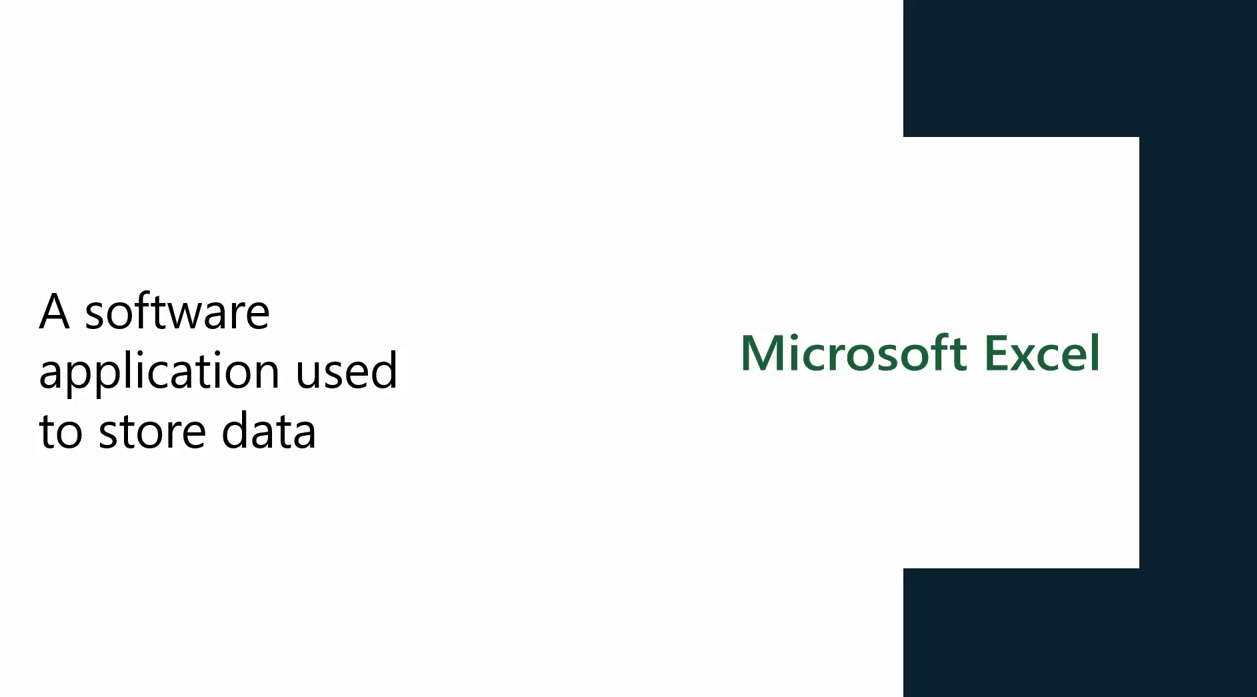 A software
application used
to store data
Microsoft Excel